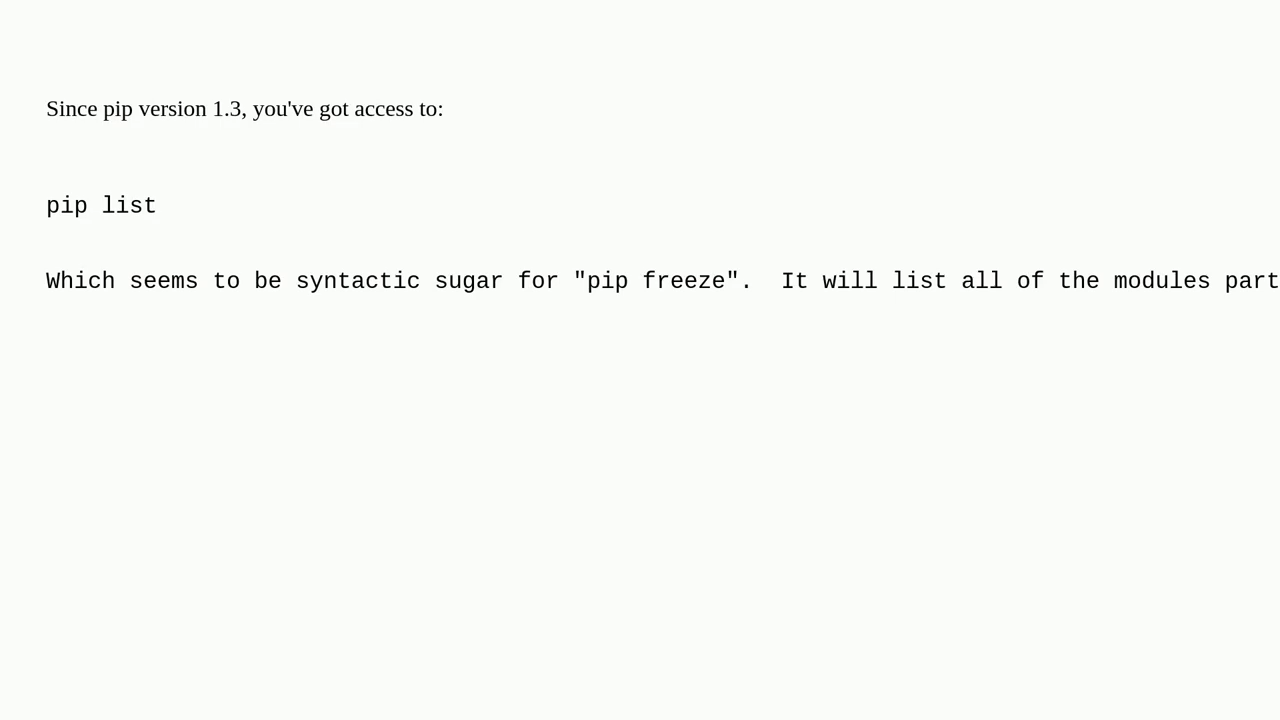 Since pip version 1.3, you've got access to:
pip list
Which seems to be syntactic sugar for "pip freeze".  It will list all of the modules part